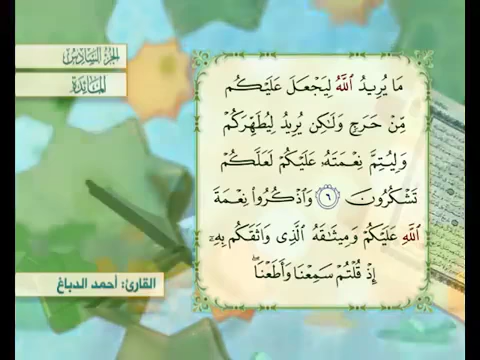 الجزء السادس
المائدة
مَا يُرِيدُ ٱللَّهُ لِيَجْعَلَ عَلَيْكُم
مِّنْ حَرَجٍ وَلَٰكِن يُرِيدُ لِيُطَهِّرَكُمْ
وَلِيُتِمَّ نِعْمَتَهُۥ عَلَيْكُمْ لَعَلَّكُمْ
تَشْكُرُونَ ٦ وَٱذْكُرُوا۟ نِعْمَةَ
ٱللَّهِ عَلَيْكُمْ وَمِيثَٰقَهُ ٱلَّذِى وَاثَقَكُم بِهِۦٓ
إِذْ قُلْتُمْ سَمِعْنَا وَأَطَعْنَا ۖ
القارئ: أحمد الدباغ